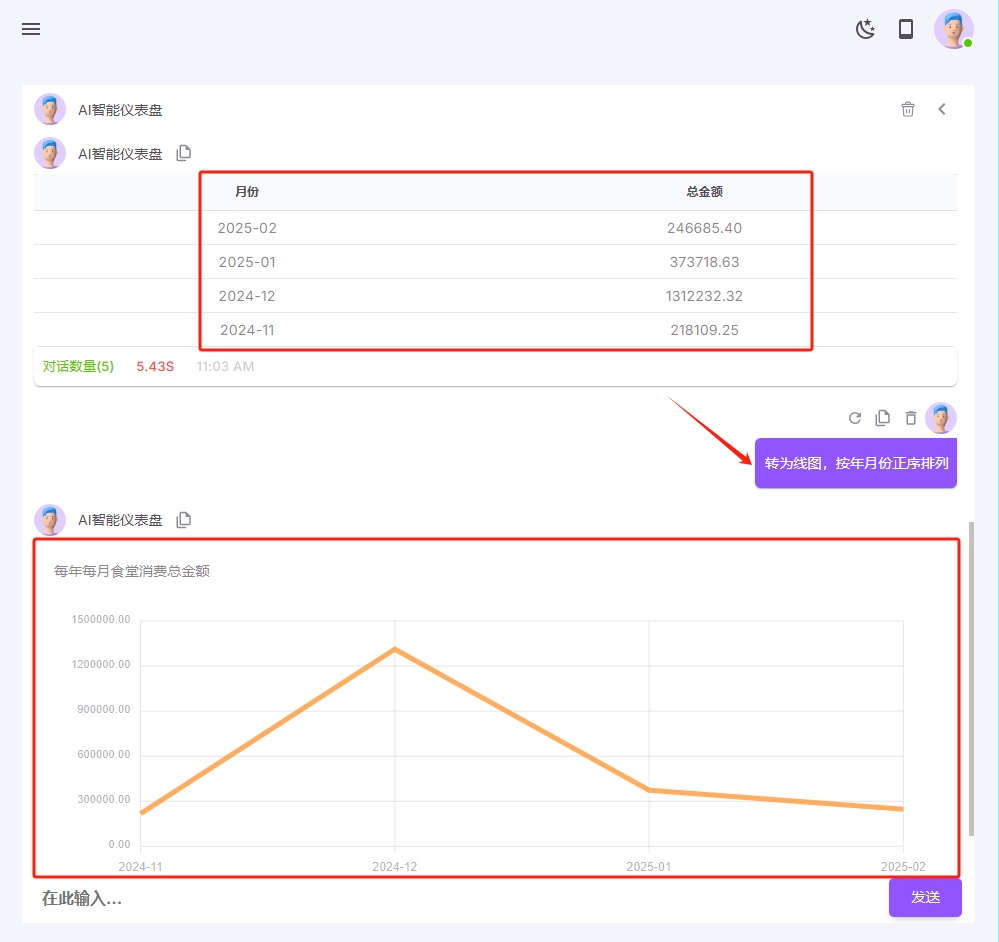 AI智能仪表盘
AI智能仪表盘
月份 总金额
2025-02 246685.40
2025-01 373718.63
2024-12 1312232.32
2024-11 218109.25
对话数量(5) 5.43S 11:03 AM
转为线图，按年月份正序排列
AI智能仪表盘
每年每月食堂消费总金额
1500000.00
1200000.00
900000.00
600000.00
300000.00
0.00
2024-11 2024-12 2025-01 2025-02
在此输入...
发送